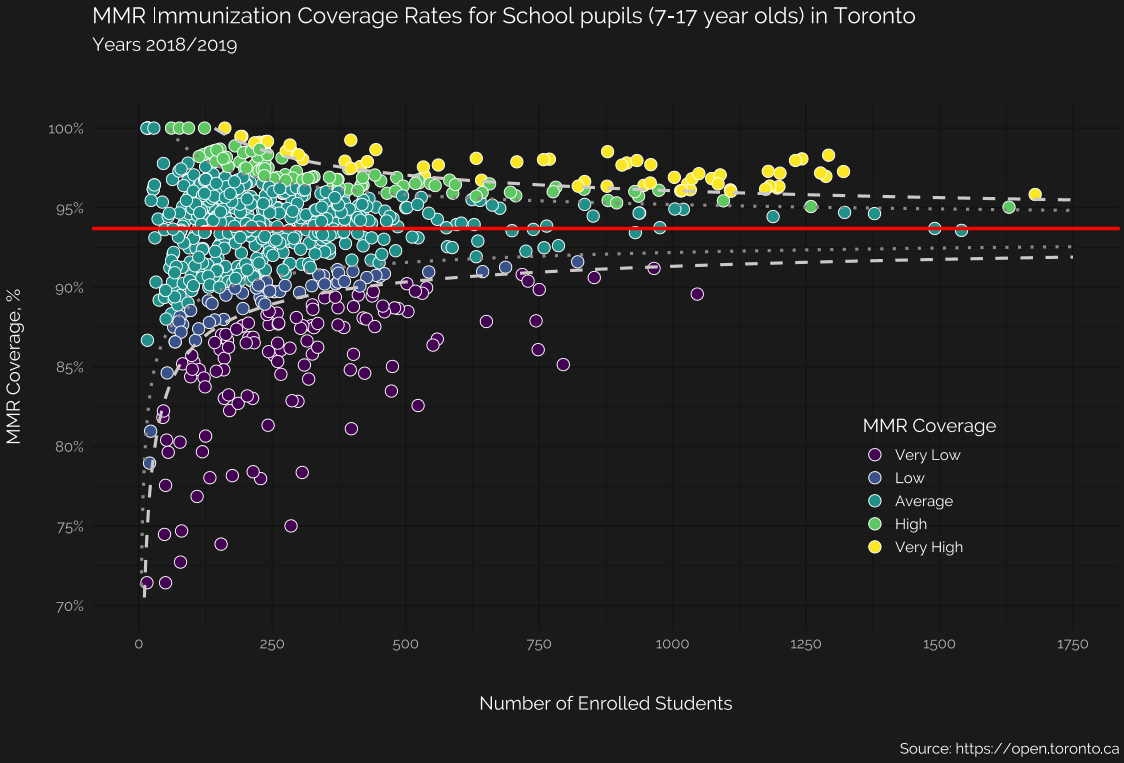 MMR Immunization Coverage Rates for School pupils (7-17 year olds) in Toronto
Years 2018/2019
MMR Coverage, %
100%
95%
90%
85%
80%
75%
70%
MMR Coverage
Very Low
Low
Average
High
Very High
0 250 500 750 1000 1250 1500 1750
Number of Enrolled Students
Source: https://open.toronto.ca